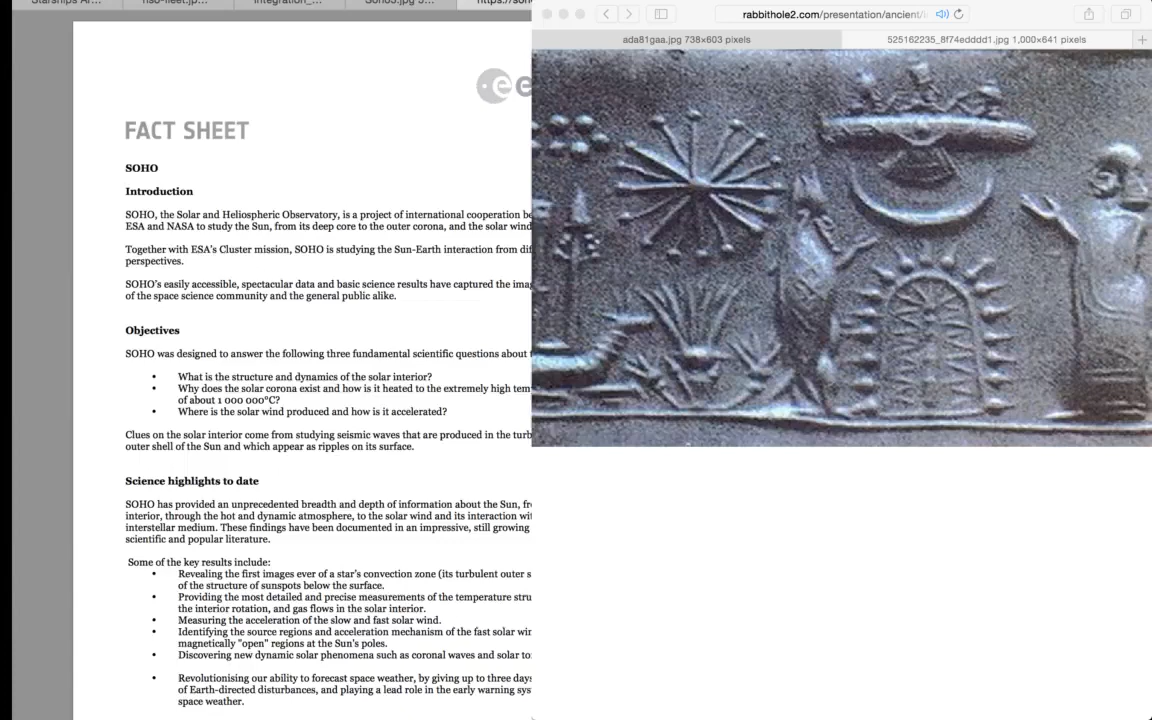 Starships Ar...
nso-fleet.jp...
integration_...
Soho3.jpg 5...
https://soh
rabbithole2.com/presentation/ancient/
ada81gaa.jpg 738×603 pixels
525162235_8f74edddd1.jpg 1,000×641 pixels
e
FACT SHEET
SOHO
Introduction
SOHO, the Solar and Heliospheric Observatory, is a project of international cooperation be
ESA and NASA to study the Sun, from its deep core to the outer corona, and the solar wind
Together with ESA's Cluster mission, SOHO is studying the Sun-Earth interaction from dif
perspectives.
SOHO's easily accessible, spectacular data and basic science results have captured the imag
of the space science community and the general public alike.
Objectives
SOHO was designed to answer the following three fundamental scientific questions about t
• What is the structure and dynamics of the solar interior?
• Why does the solar corona exist and how is it heated to the extremely high tem
of about 1 000 000°C?
• Where is the solar wind produced and how is it accelerated?
Clues on the solar interior come from studying seismic waves that are produced in the turb
outer shell of the Sun and which appear as ripples on its surface.
Science highlights to date
SOHO has provided an unprecedented breadth and depth of information about the Sun, fr
interior, through the hot and dynamic atmosphere, to the solar wind and its interaction wit
interstellar medium. These findings have been documented in an impressive, still growing
scientific and popular literature.
Some of the key results include:
• Revealing the first images ever of a star's convection zone (its turbulent outer s
of the structure of sunspots below the surface.
• Providing the most detailed and precise measurements of the temperature stru
the interior rotation, and gas flows in the solar interior.
• Measuring the acceleration of the slow and fast solar wind.
• Identifying the source regions and acceleration mechanism of the fast solar win
magnetically "open" regions at the Sun's poles.
• Discovering new dynamic solar phenomena such as coronal waves and solar to
• Revolutionising our ability to forecast space weather, by giving up to three days
of Earth-directed disturbances, and playing a lead role in the early warning sys
space weather.